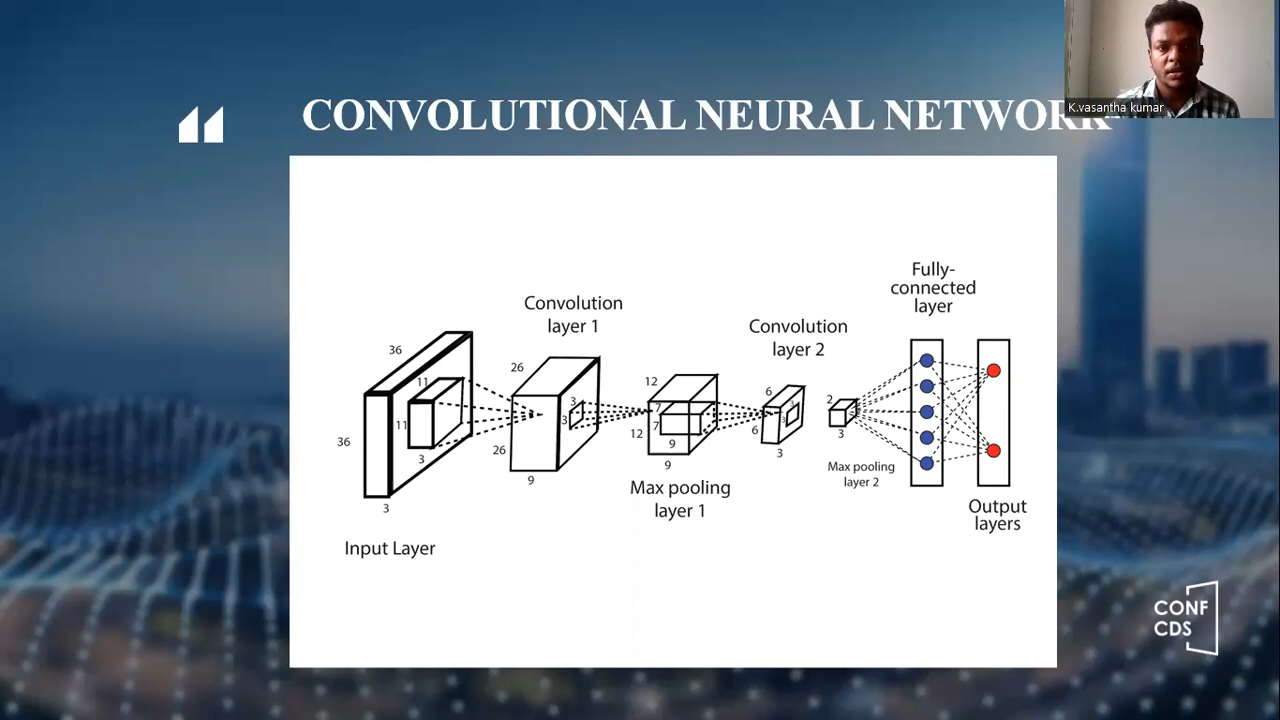 K.vasantha kumar
CONVOLUTIONAL NEURAL NETWORK
Fully-
connected
layer
Convolution
layer 1
Convolution
layer 2
36
11
26
12
6
2
3
7
36
11
3
26
3
12
7
9
6
3
3
3
9
9
3
Max pooling
layer 2
Max pooling
layer 1
Output
layers
Input Layer
CONF
CDS